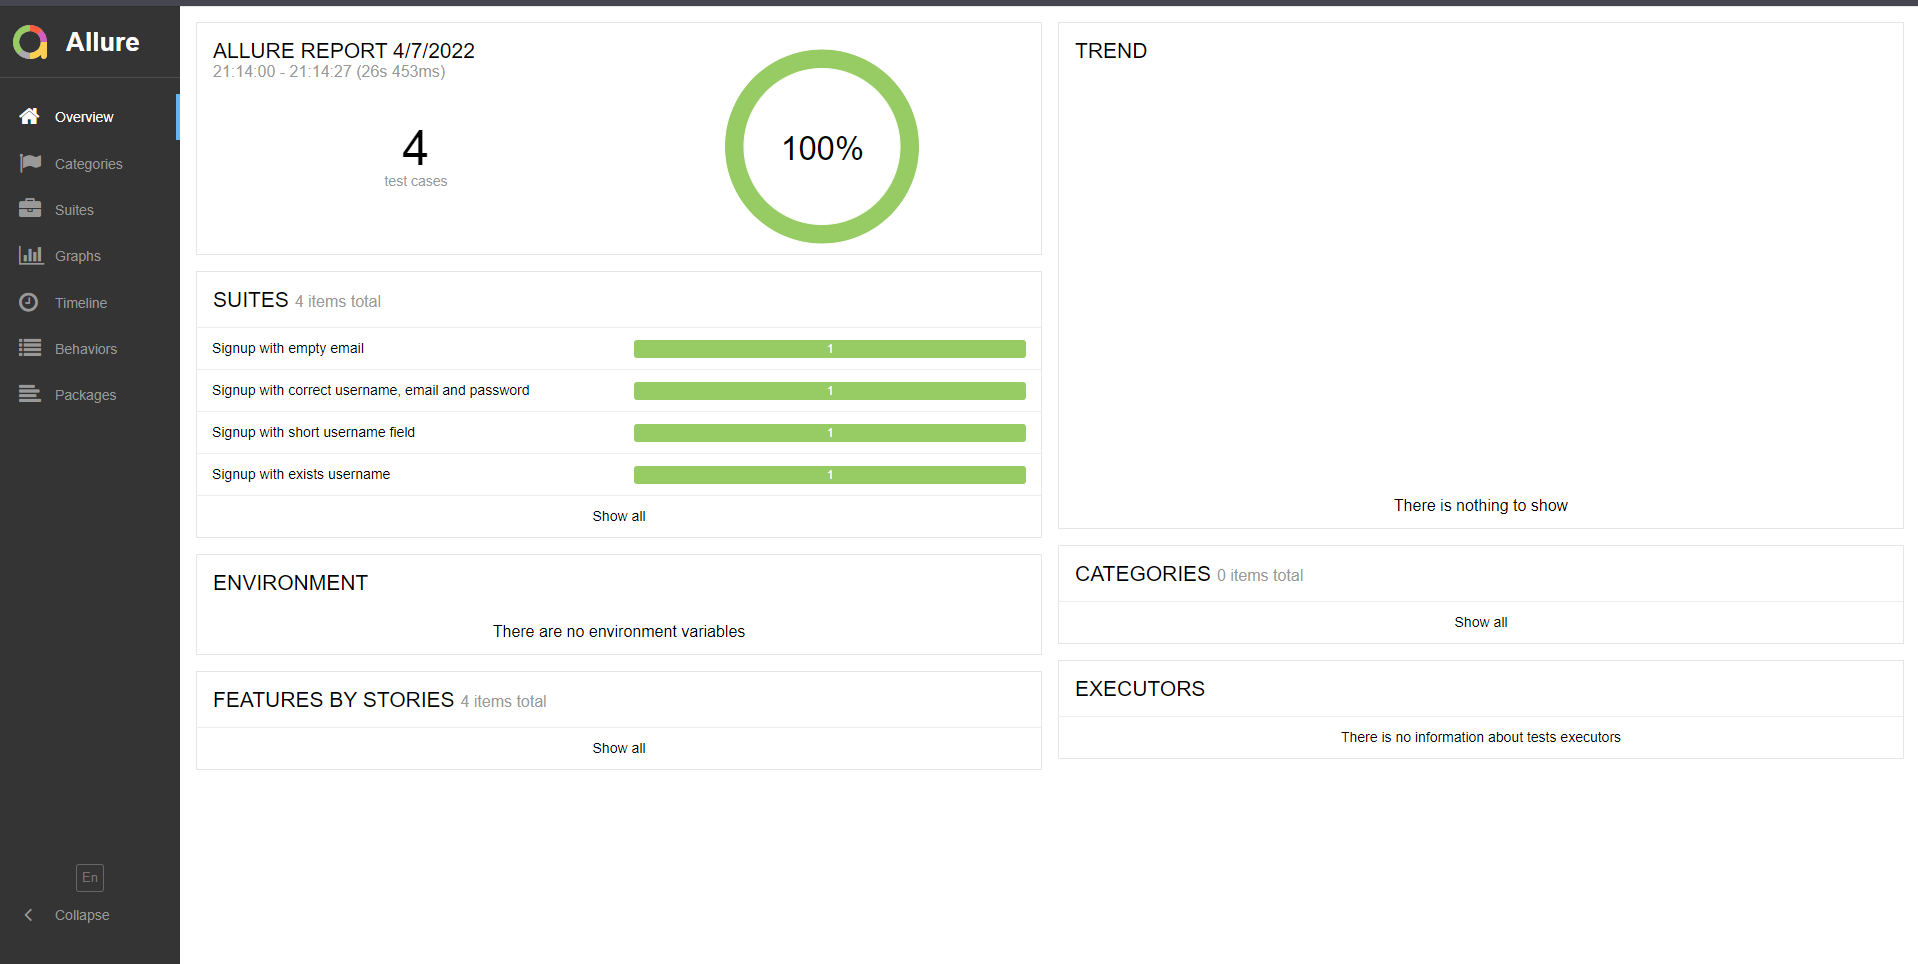 Allure
Overview
Categories
Suites
Graphs
Timeline
Behaviors
Packages
En
Collapse
ALLURE REPORT 4/7/2022
21:14:00 - 21:14:27 (26s 453ms)
4
test cases
100%
SUITES 4 items total
Signup with empty email 1
Signup with correct username, email and password 1
Signup with short username field 1
Signup with exists username 1
Show all
ENVIRONMENT
There are no environment variables
FEATURES BY STORIES 4 items total
Show all
TREND
There is nothing to show
CATEGORIES 0 items total
Show all
EXECUTORS
There is no information about tests executors